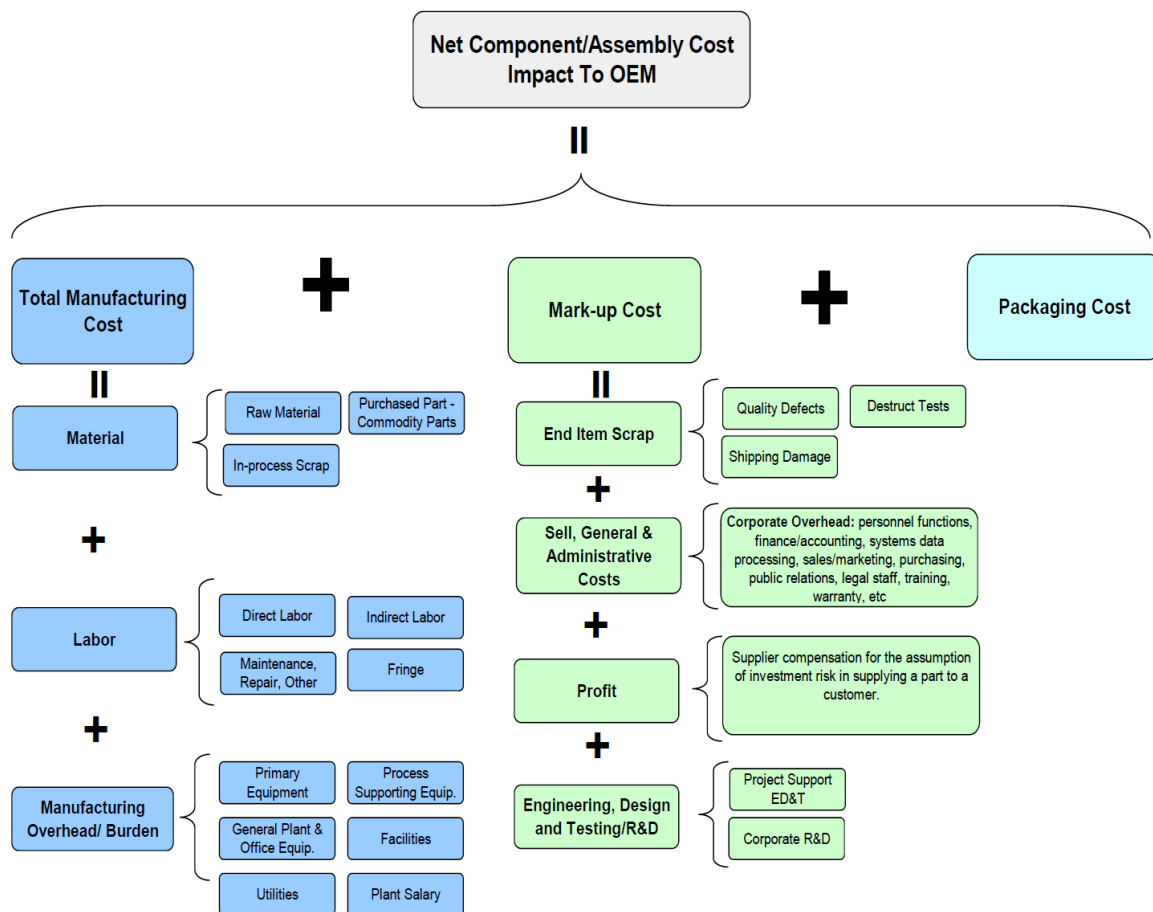 Net Component/Assembly Cost
Impact To OEM
=
Total Manufacturing
Cost
+
Mark-up Cost
+
Packaging Cost
=
Material
Raw Material
Purchased Part -
Commodity Parts
In-process Scrap
+
Labor
Direct Labor
Indirect Labor
Maintenance,
Repair, Other
Fringe
+
Manufacturing
Overhead/ Burden
Primary
Equipment
Process
Supporting Equip.
General Plant &
Office Equip.
Facilities
Utilities
Plant Salary
=
End Item Scrap
Quality Defects
Destruct Tests
Shipping Damage
+
Sell, General &
Administrative
Costs
Corporate Overhead: personnel functions,
finance/accounting, systems data
processing, sales/marketing, purchasing,
public relations, legal staff, training,
warranty, etc
+
Profit
Supplier compensation for the assumption
of investment risk in supplying a part to a
customer.
+
Engineering, Design
and Testing/R&D
Project Support
ED&T
Corporate R&D